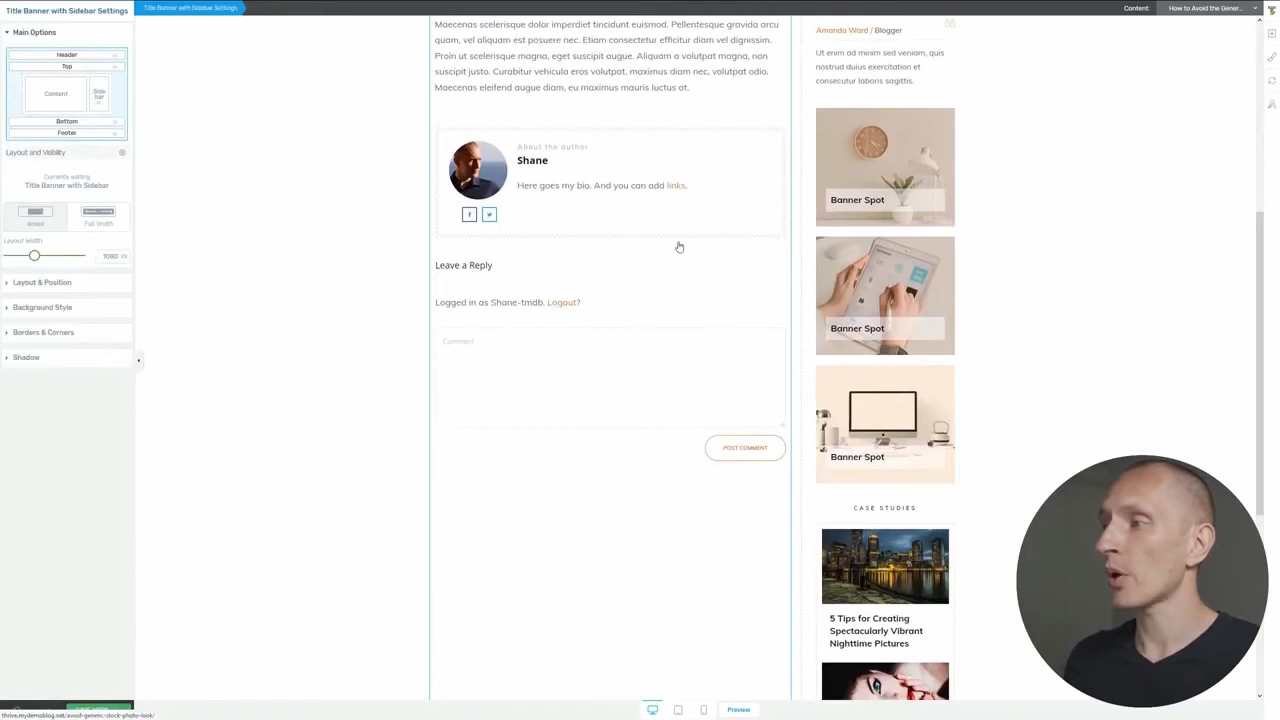 Title Banner with Sidebar Settings
Title Banner with Sidebar Settings
Content:
How to Avoid the Gener...
Main Options
Header
Top
Content
Side
bar
Bottom
Footer
Layout and Visibility
Currently editing
Title Banner with Sidebar
Boxed
Full Width
Layout Width
1080
Layout & Position
Background Style
Borders & Corners
Shadow
thrive.mydemoblog.net/avoid-generic-stock-photo-look/
Maecenas scelerisque dolor imperdiet tincidunt euismod. Pellentesque gravida arcu
quam, vel aliquam est posuere nec. Etiam consectetur efficitur diam vel dignissim.
Proin ut scelerisque magna, eget suscipit augue. Aliquam a volutpat magna, non
suscipit justo. Curabitur vehicula eros volutpat, maximus diam nec, volutpat odio.
Maecenas eleifend augue diam, eu maximus mauris luctus at.
About the author
Shane
Here goes my bio. And you can add links.
Leave a Reply
Logged in as Shane-tmdb. Logout?
Comment
POST COMMENT
Amanda Ward / Blogger
Ut enim ad minim sed veniam, quis
nostrud duius exercitation et
consectetur laboris sagittis.
Banner Spot
Banner Spot
Banner Spot
CASE STUDIES
5 Tips for Creating
Spectacularly Vibrant
Nighttime Pictures
Preview